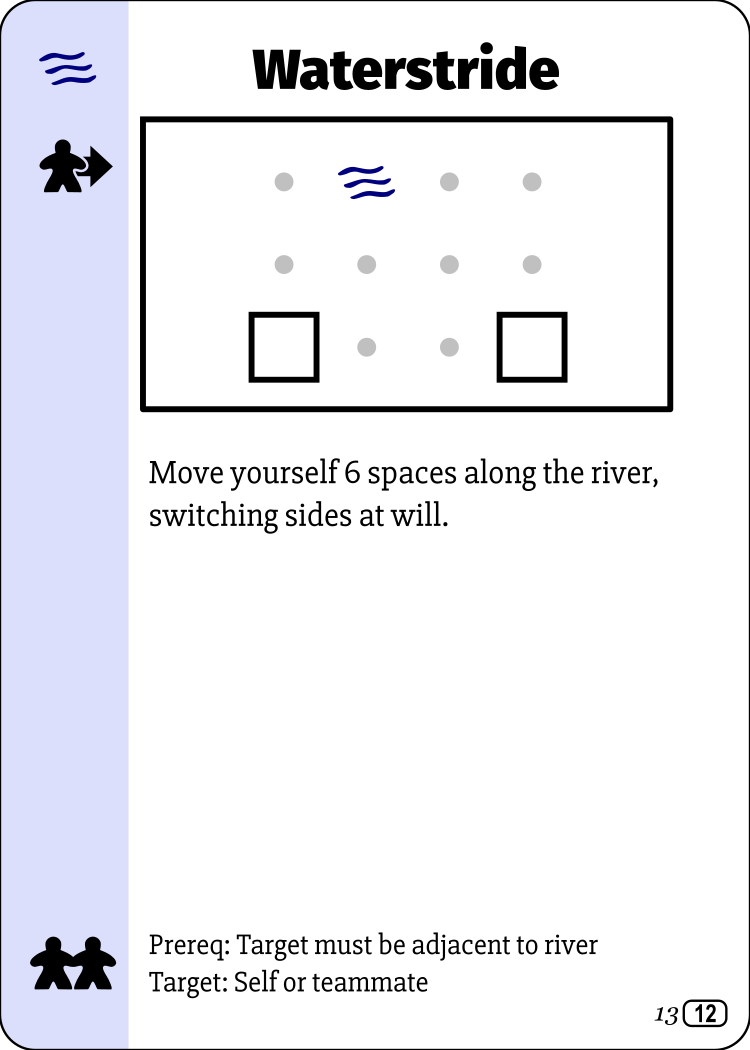 Waterstride
Move yourself 6 spaces along the river,
switching sides at will.
Prereq: Target must be adjacent to river
Target: Self or teammate
13 12